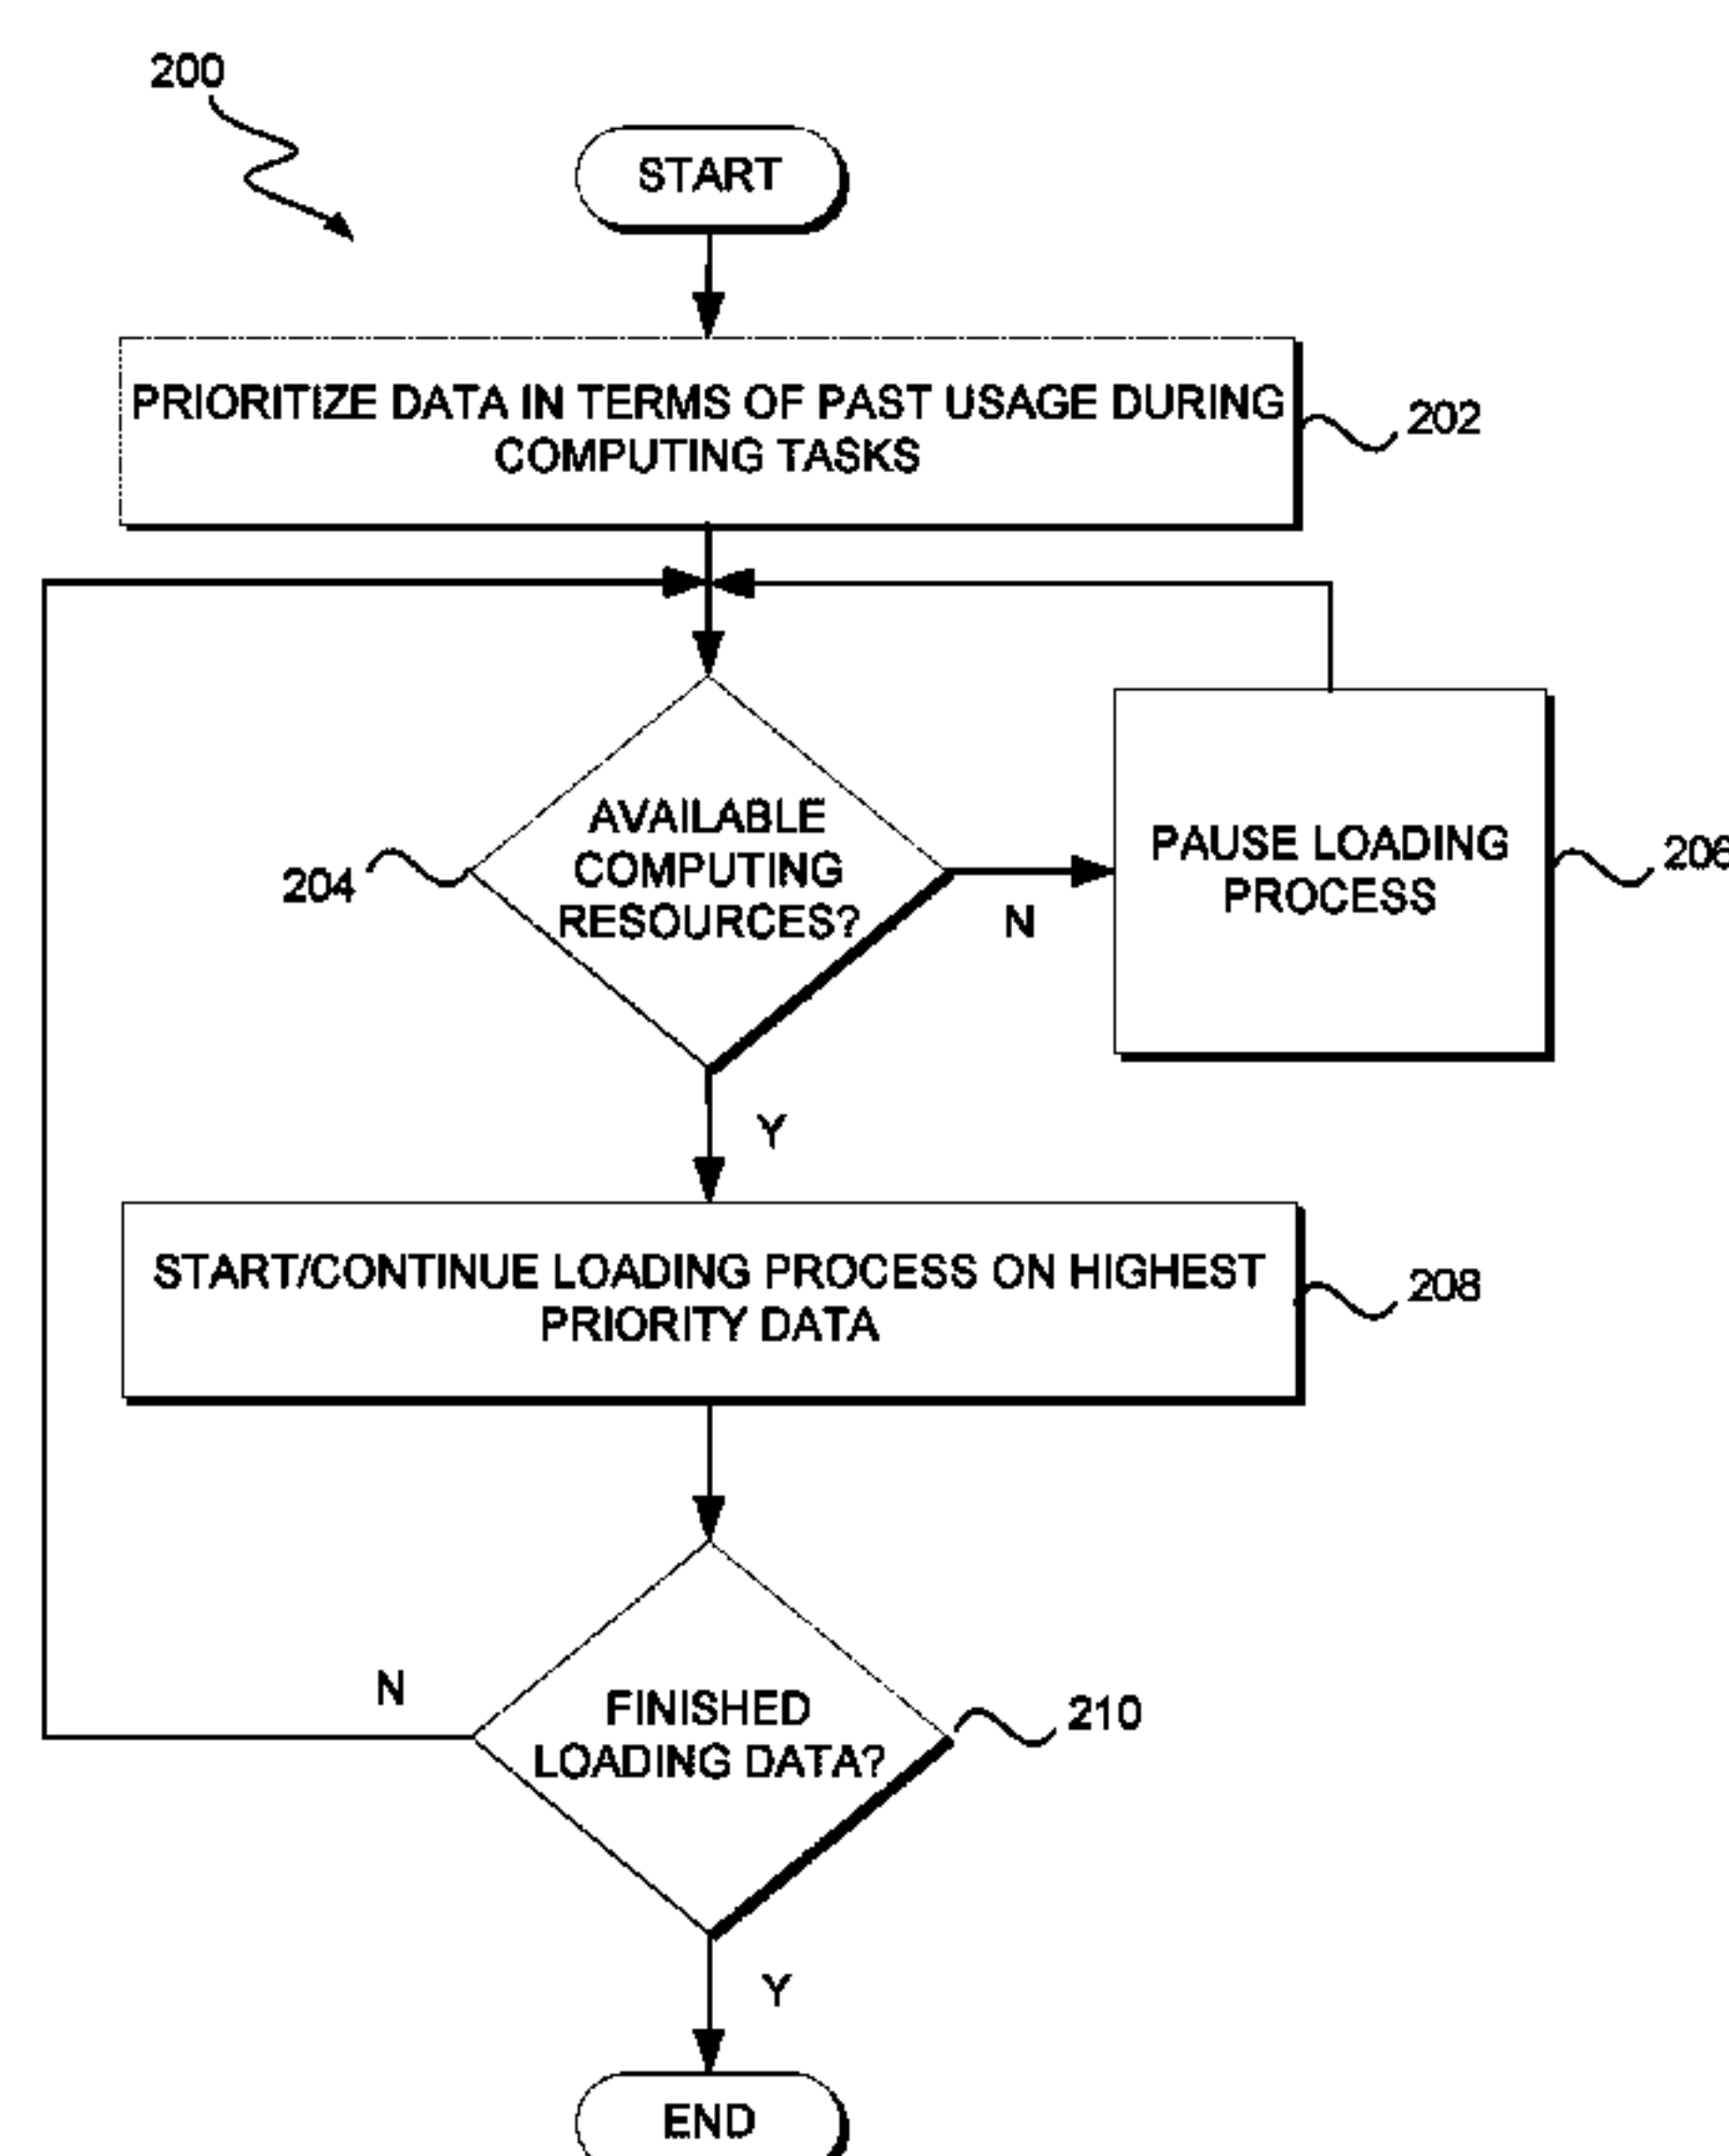 200
START
PRIORITIZE DATA IN TERMS OF PAST USAGE DURING
COMPUTING TASKS
202
AVAILABLE
COMPUTING
RESOURCES?
204
N
PAUSE LOADING
PROCESS
206
Y
START/CONTINUE LOADING PROCESS ON HIGHEST
PRIORITY DATA
208
N
FINISHED
LOADING DATA?
210
Y
END